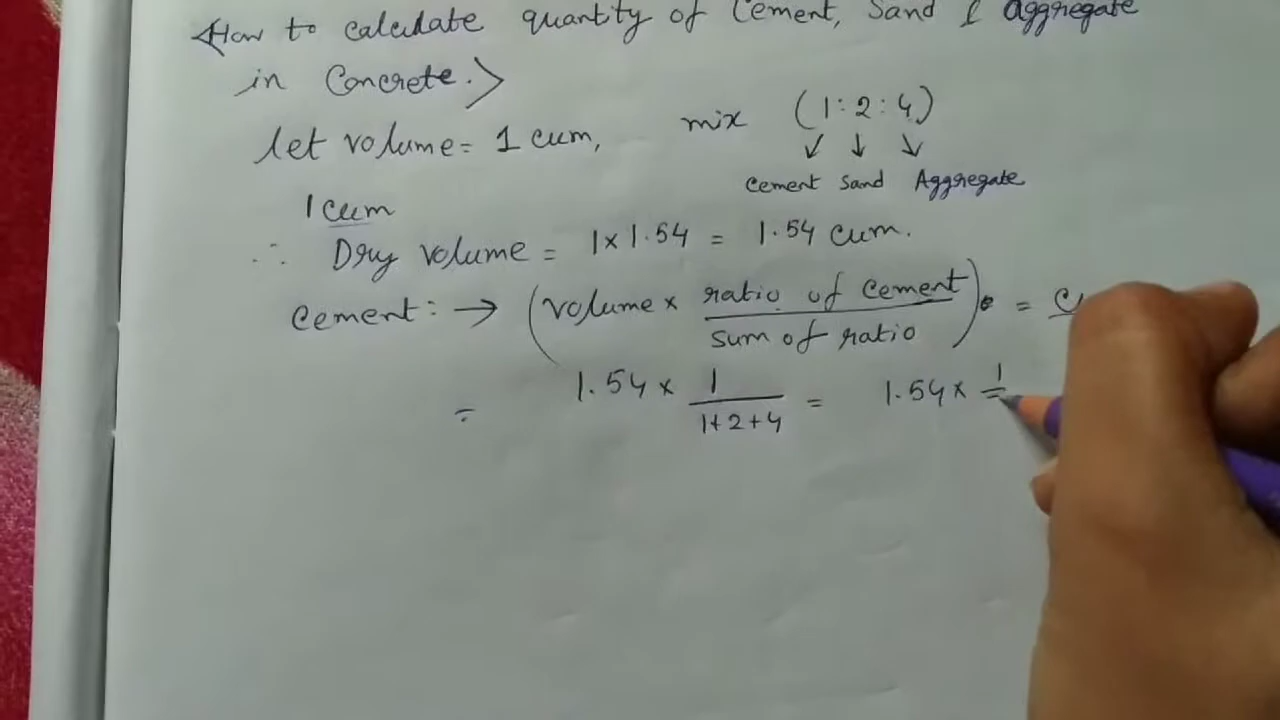 How to calculate quantity of Cement, Sand & Aggregate
in Concrete.>
let volume = 1 cum, mix (1:2:4)
Cement Sand Aggregate
1 cum
∴ Dry volume = 1 x 1.54 = 1.54 cum.
Cement :→ (volume x ratio of cement / sum of ratio) =
= 1.54 x 1 / 1+2+4 = 1.54 x 1